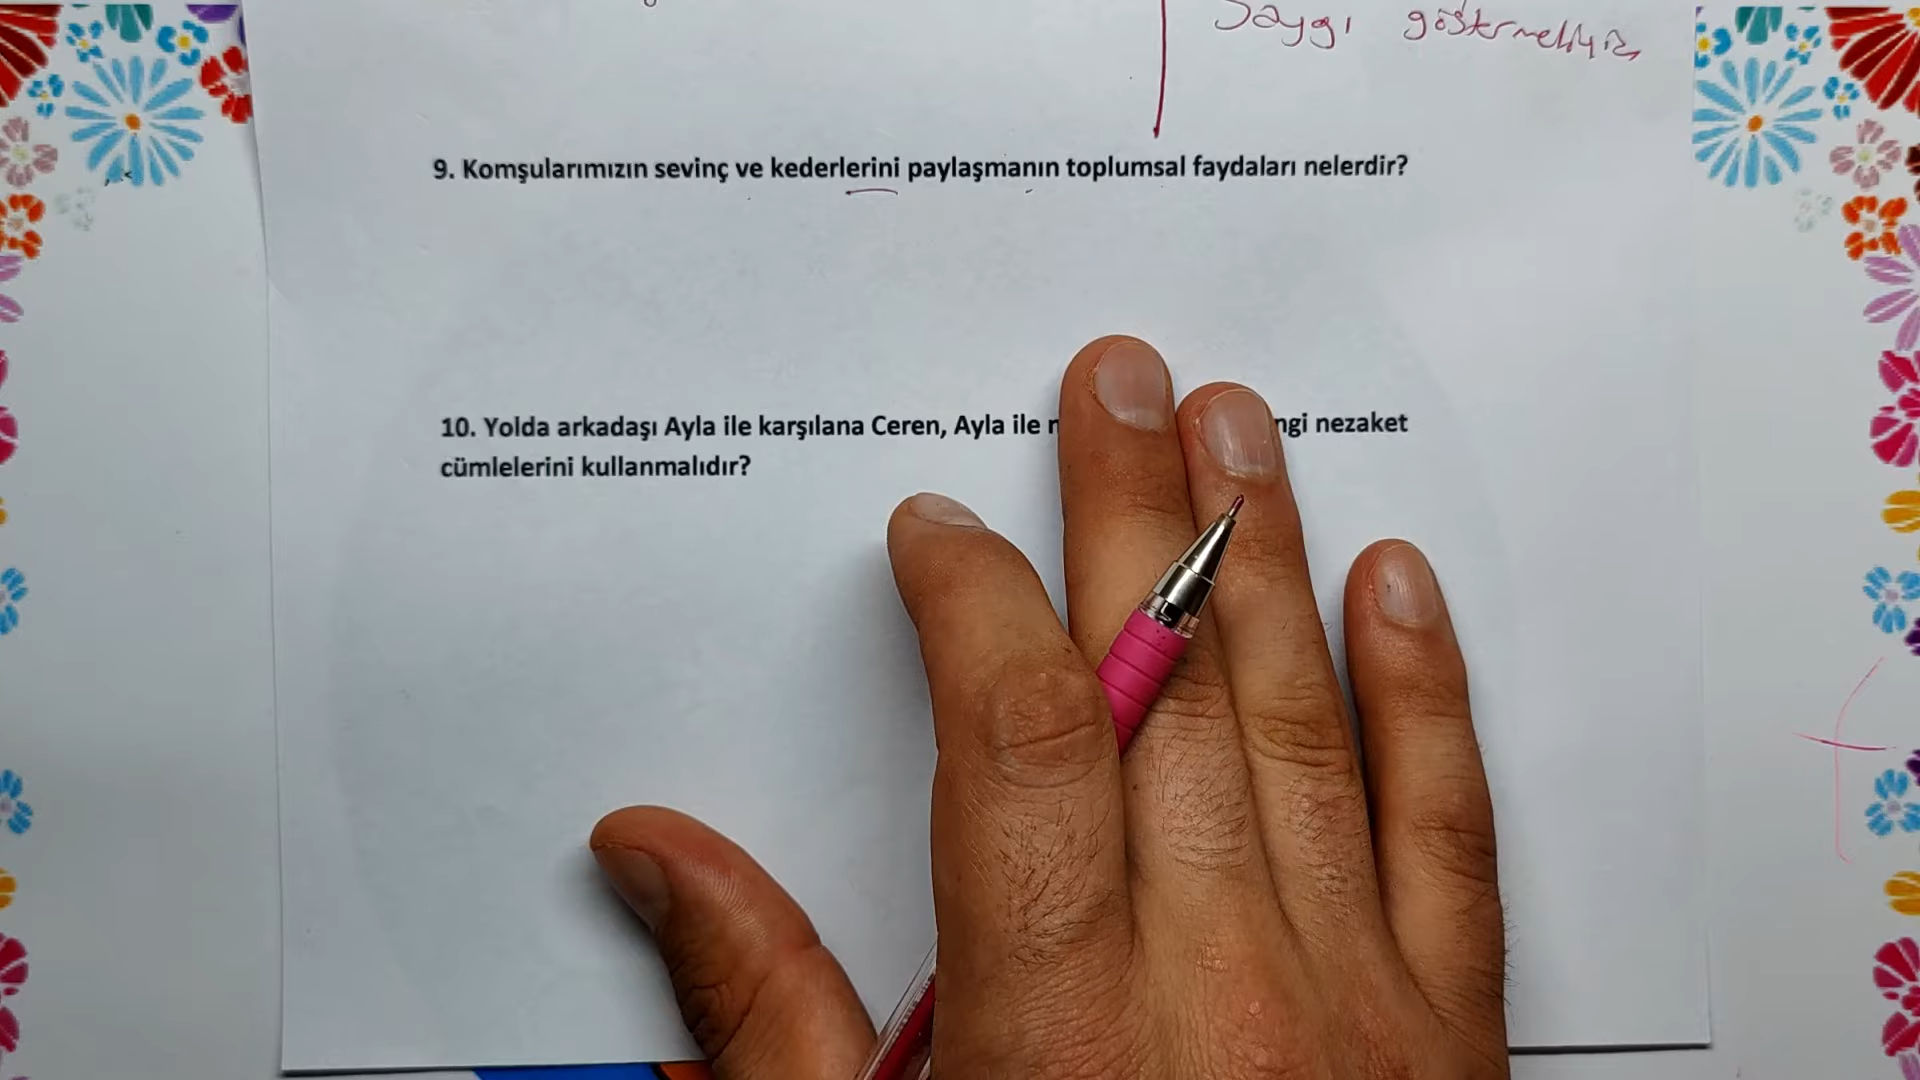 Saygı göstermeliyiz
9. Komşularımızın sevinç ve kederlerini paylaşmanın toplumsal faydaları nelerdir?
10. Yolda arkadaşı Ayla ile karşılana Ceren, Ayla ile nezaket
cümlelerini kullanmalıdır?